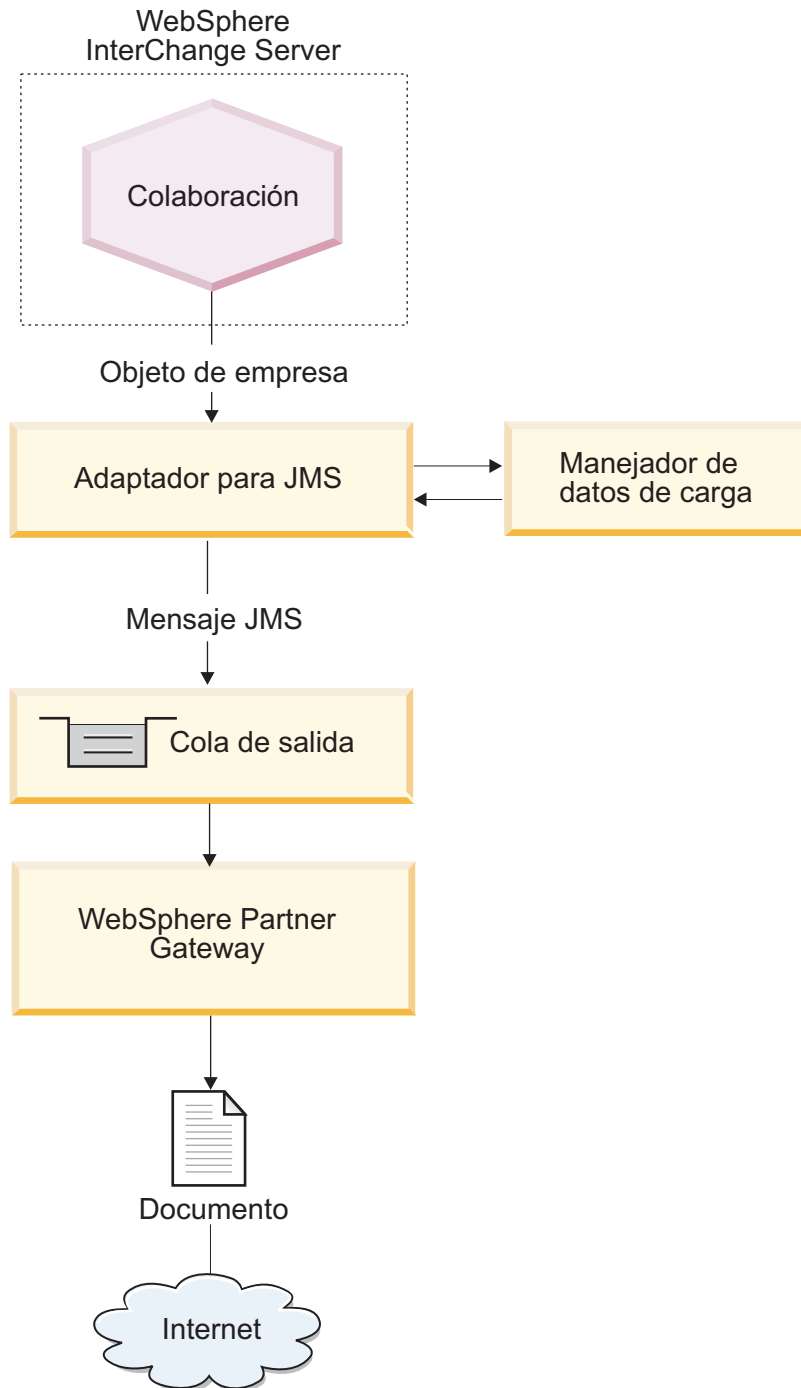 WebSphere
InterChange Server
Colaboración
Objeto de empresa
Adaptador para JMS
Manejador de
datos de carga
Mensaje JMS
Cola de salida
WebSphere Partner
Gateway
Documento
Internet